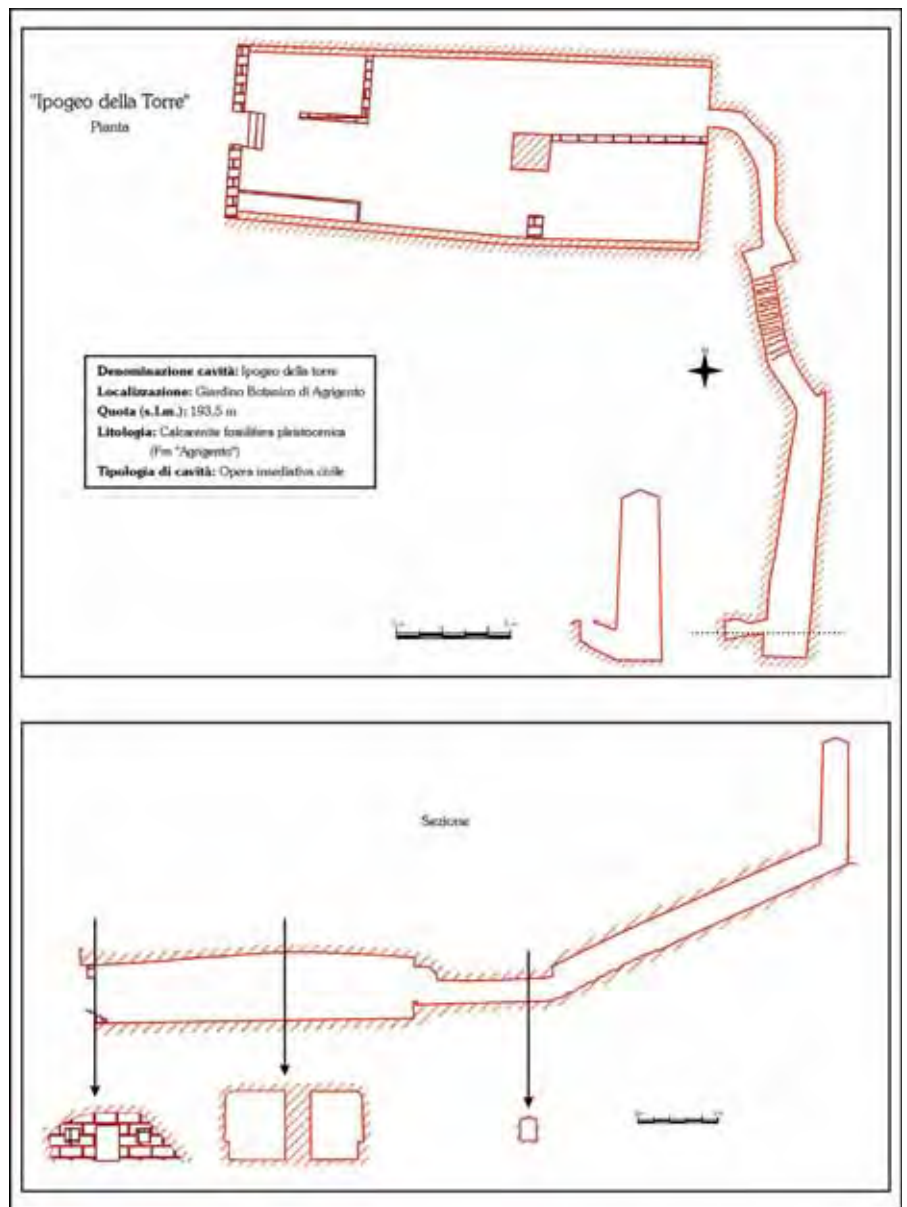 "Ipogeo della Torre"
Pianta
Denominazione cavità: Ipogeo della torre
Localizzazione: Giardino Botanico di Agrigento
Quota (s.l.m.): 193,5 m
Litologia: Calcarenite fossilifera pleistocenica
(Fm "Agrigento")
Tipologia di cavità: Opera insediativa civile
N
Sezione